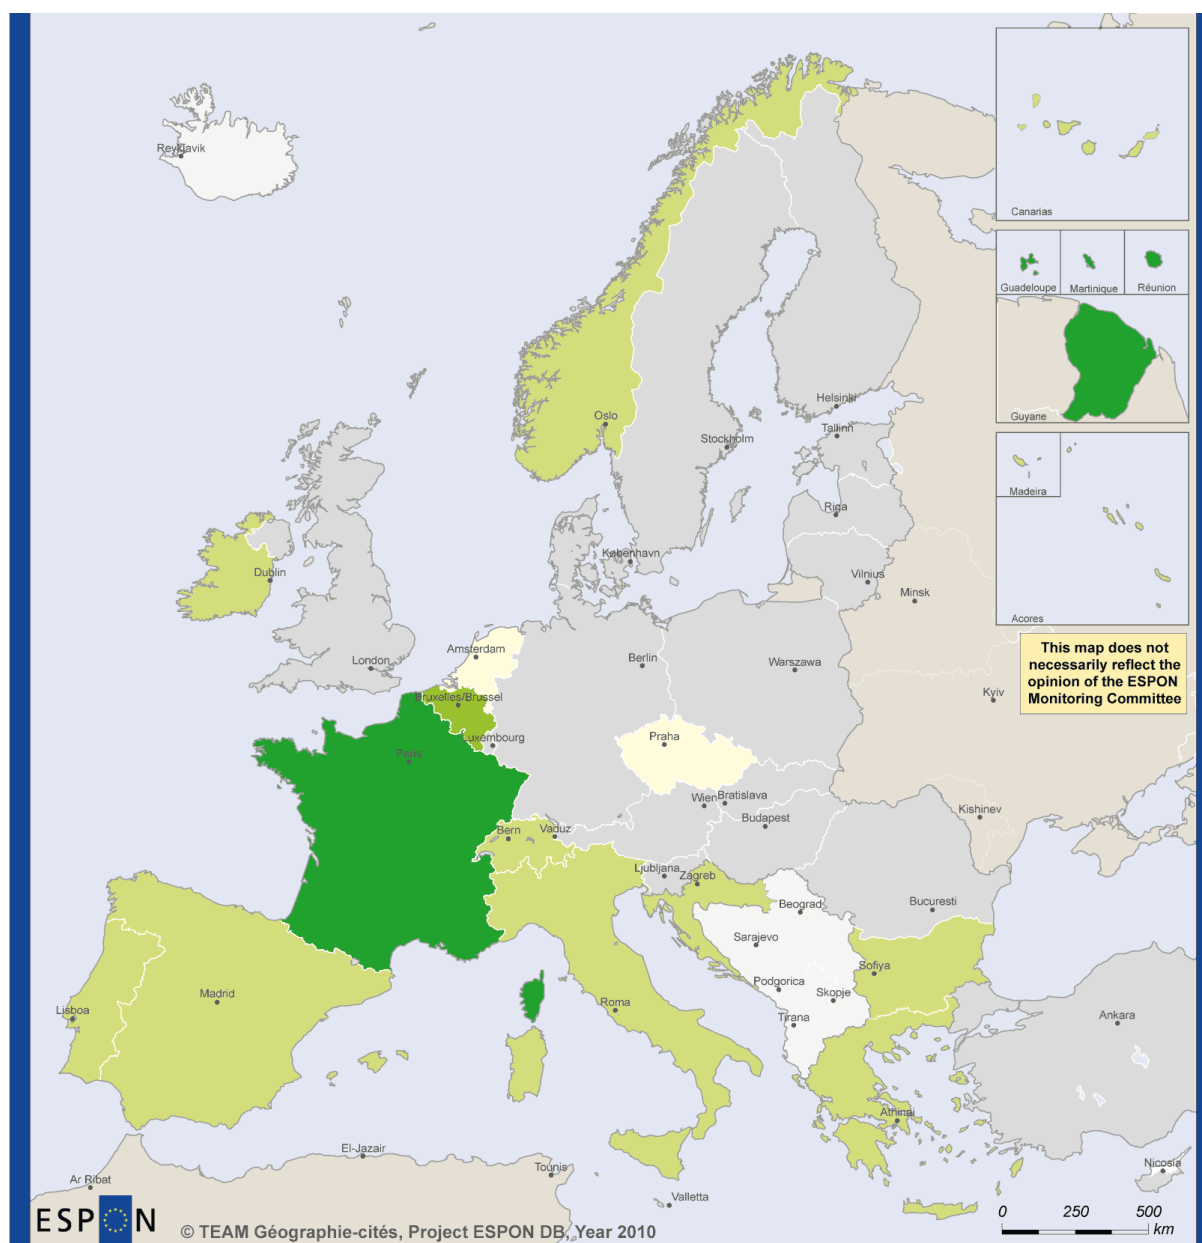 Reykjavik
Canarias
Guadeloupe
Martinique
Réunion
Guyane
Oslo
Helsinki
Tallinn
Stockholm
Riga
Madeira
København
Dublin
Vilnius
Minsk
Acores
This map does not
necessarily reflect the
opinion of the ESPON
Monitoring Committee
Amsterdam
London
Berlin
Warszawa
Bruxelles/Brussel
Kyiv
Luxembourg
Praha
Paris
Wien
Bratislava
Budapest
Kishinev
Bern
Vaduz
Ljubljana
Zagreb
Beograd
Bucuresti
Sarajevo
Sofiya
Podgorica
Skopje
Madrid
Lisboa
Roma
Tirana
Ankara
Athinai
El-Jazair
Tounis
Nicosia
Ar Ribat
Valletta
ESPON
© TEAM Géographie-cités, Project ESPON DB, Year 2010
0 250 500
km